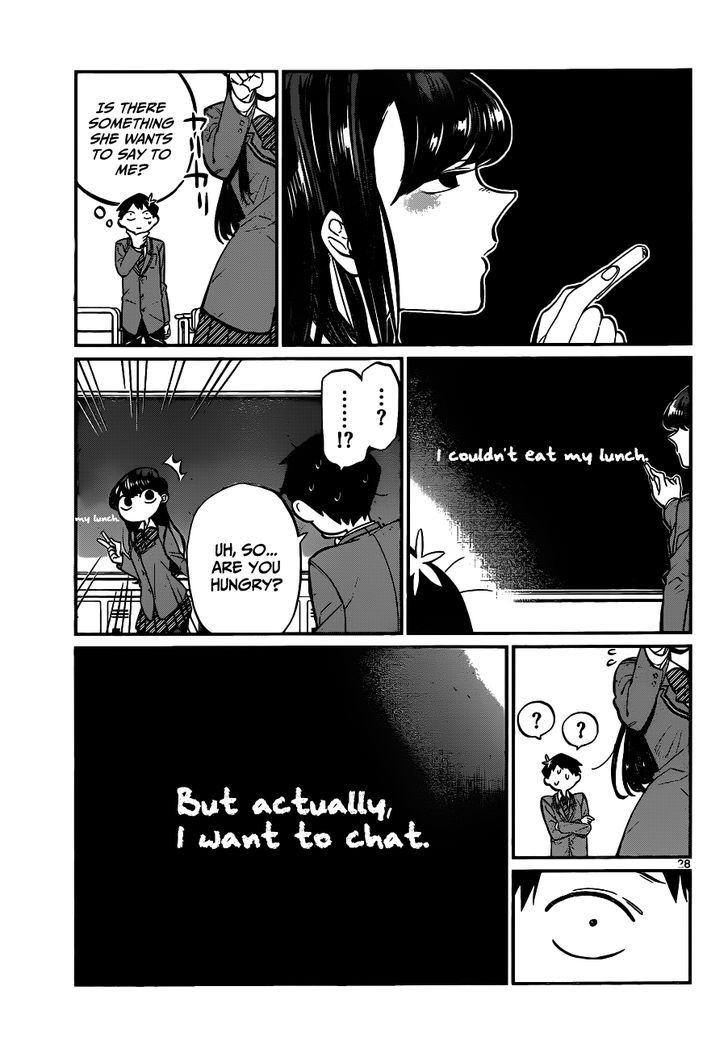 IS THERE
SOMETHING
SHE WANTS
TO SAY TO
ME?
I couldn't eat my lunch.
…?
……!?
UH, SO...
ARE YOU
HUNGRY?
my lunch.
?
?
28
But actually,
I want to chat.